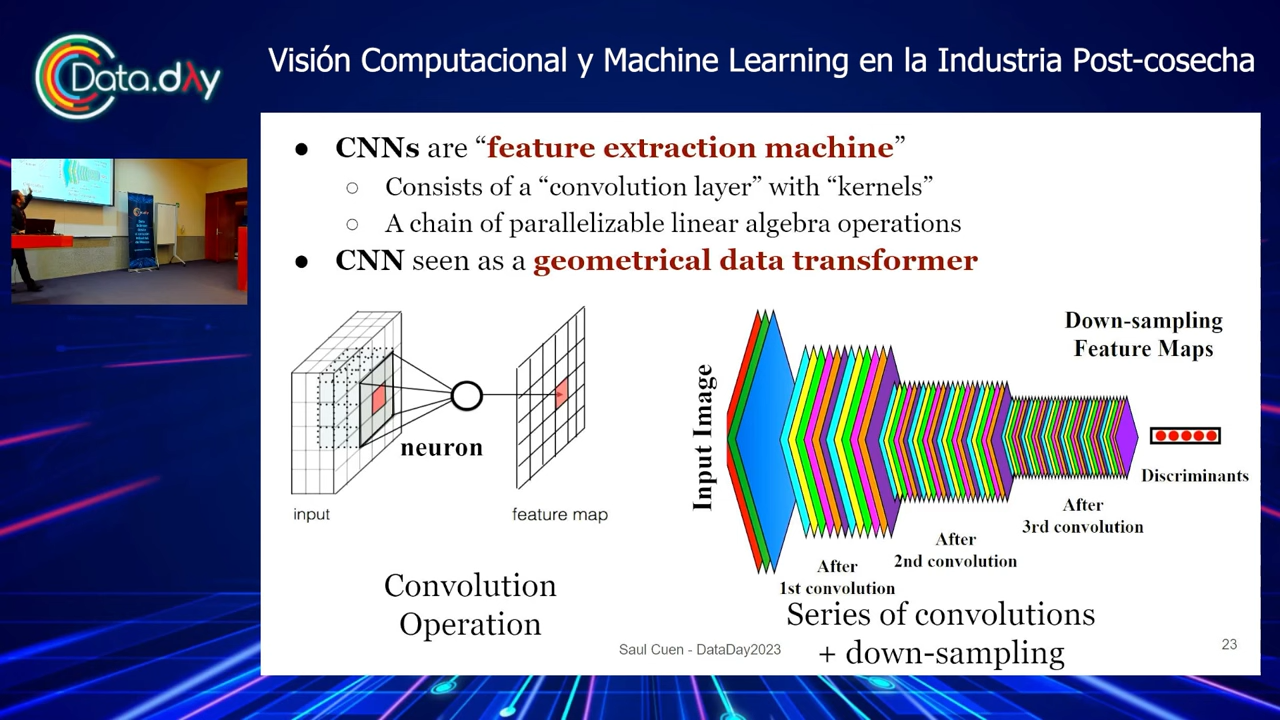 Data.dλy
Visión Computacional y Machine Learning en la Industria Post-cosecha
● CNNs are “feature extraction machine”
○ Consists of a “convolution layer” with “kernels”
○ A chain of parallelizable linear algebra operations
● CNN seen as a geometrical data transformer
input
neuron
feature map
Convolution
Operation
Input Image
Down-sampling
Feature Maps
Discriminants
After
1st convolution
After
2nd convolution
After
3rd convolution
Series of convolutions
+ down-sampling
Saul Cuen - DataDay2023
23